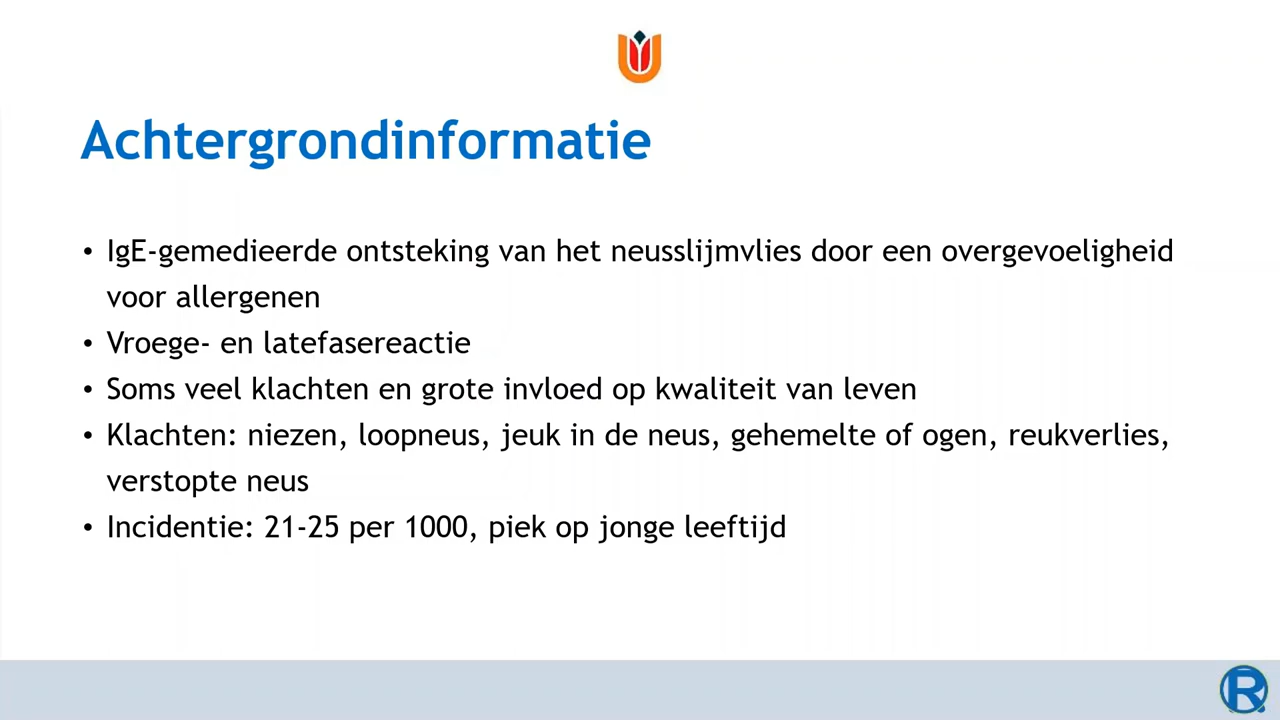 Achtergrondinformatie
• IgE-gemedieerde ontsteking van het neusslijmvlies door een overgevoeligheid
voor allergenen
• Vroege- en latefasereactie
• Soms veel klachten en grote invloed op kwaliteit van leven
• Klachten: niezen, loopneus, jeuk in de neus, gehemelte of ogen, reukverlies,
verstopte neus
• Incidentie: 21-25 per 1000, piek op jonge leeftijd
R